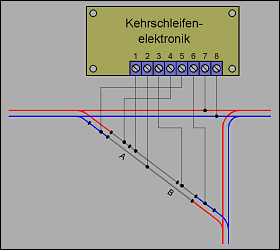 Kehrschleifen-
elektronik
1 2 3 4 5 6 7 8
A
B